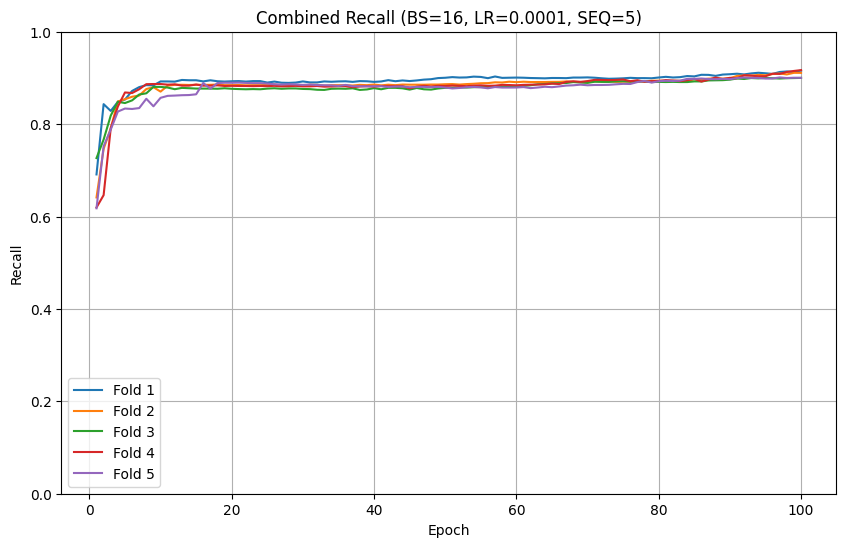 Combined Recall (BS=16, LR=0.0001, SEQ=5)
1.0
0.8
0.6
0.4
0.2
0.0
Recall
Fold 1
Fold 2
Fold 3
Fold 4
Fold 5
0 20 40 60 80 100
Epoch